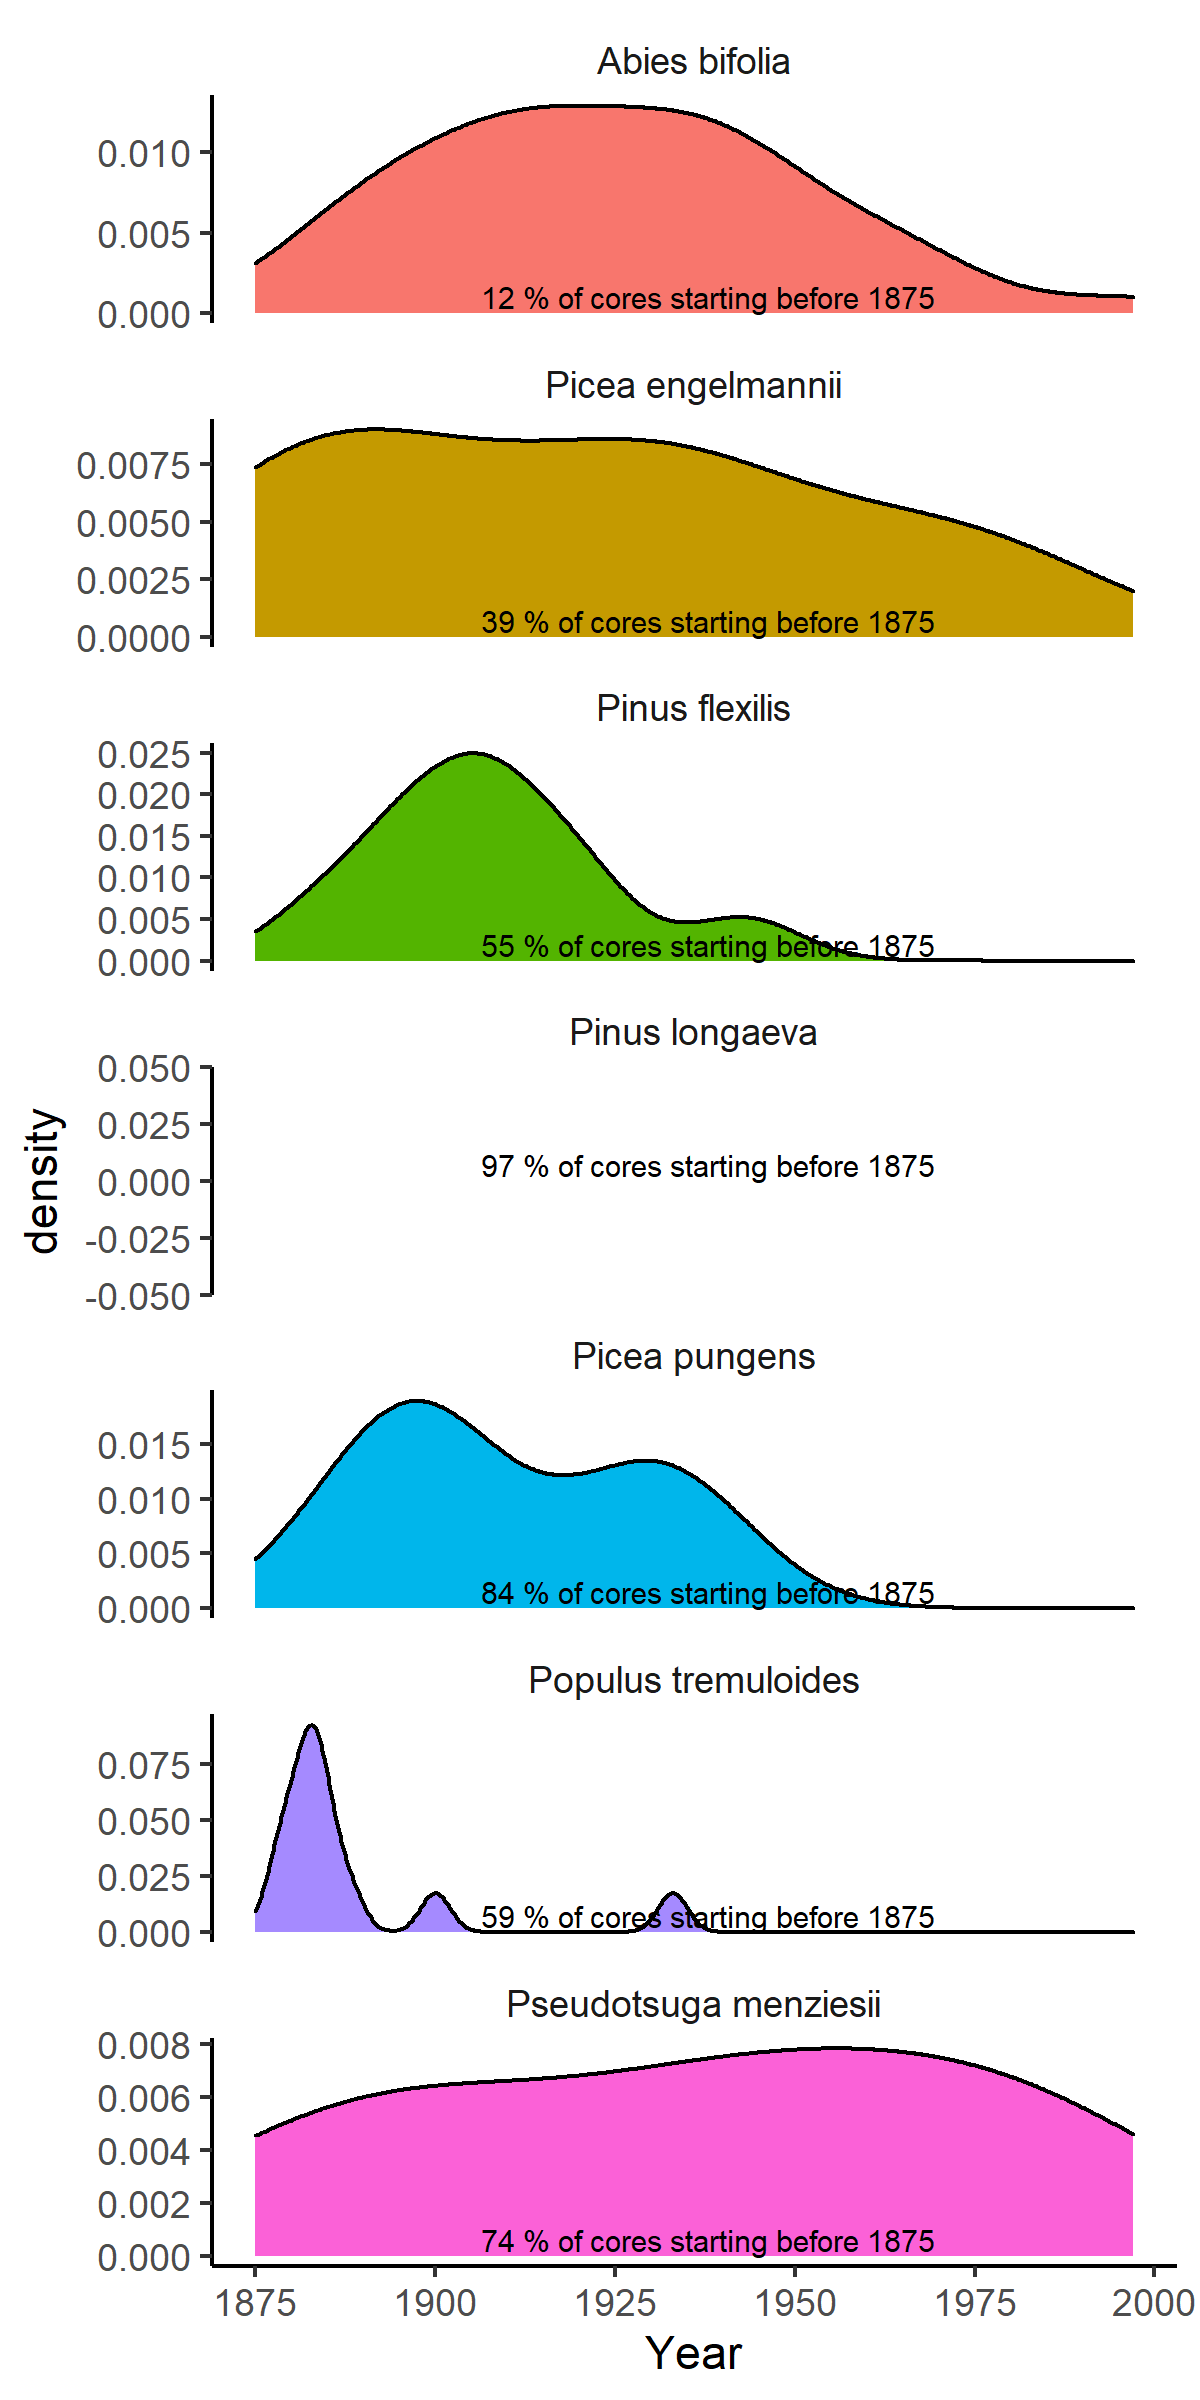 Abies bifolia
0.010
0.005
0.000
12 % of cores starting before 1875
Picea engelmannii
0.0075
0.0050
0.0025
0.0000
39 % of cores starting before 1875
Pinus flexilis
0.025
0.020
0.015
0.010
0.005
0.000
55 % of cores starting before 1875
Pinus longaeva
0.050
0.025
0.000
-0.025
-0.050
97 % of cores starting before 1875
density
Picea pungens
0.015
0.010
0.005
0.000
84 % of cores starting before 1875
Populus tremuloides
0.075
0.050
0.025
0.000
59 % of cores starting before 1875
Pseudotsuga menziesii
0.008
0.006
0.004
0.002
0.000
74 % of cores starting before 1875
1875 1900 1925 1950 1975 2000
Year